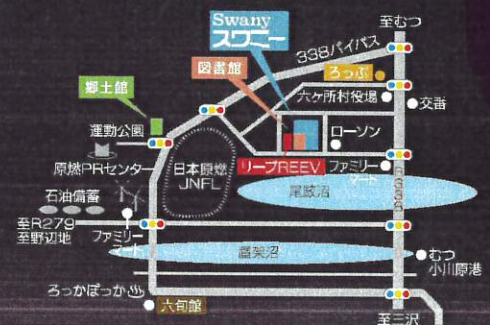 至むつ
Swany
スワニー
338バイパス
図書館
ろっぷ
六ヶ所村役場
交番
郷土館
運動公園
ローソン
原燃PRセンター
日本原燃
JNFL
リーブREEV
ファミリー
マート
石油備蓄
尾駮沼
R338
至R279
至野辺地
ファミリー
マート
鷹架沼
むつ
小川原港
ろっかぽっか
六旬館
至三沢